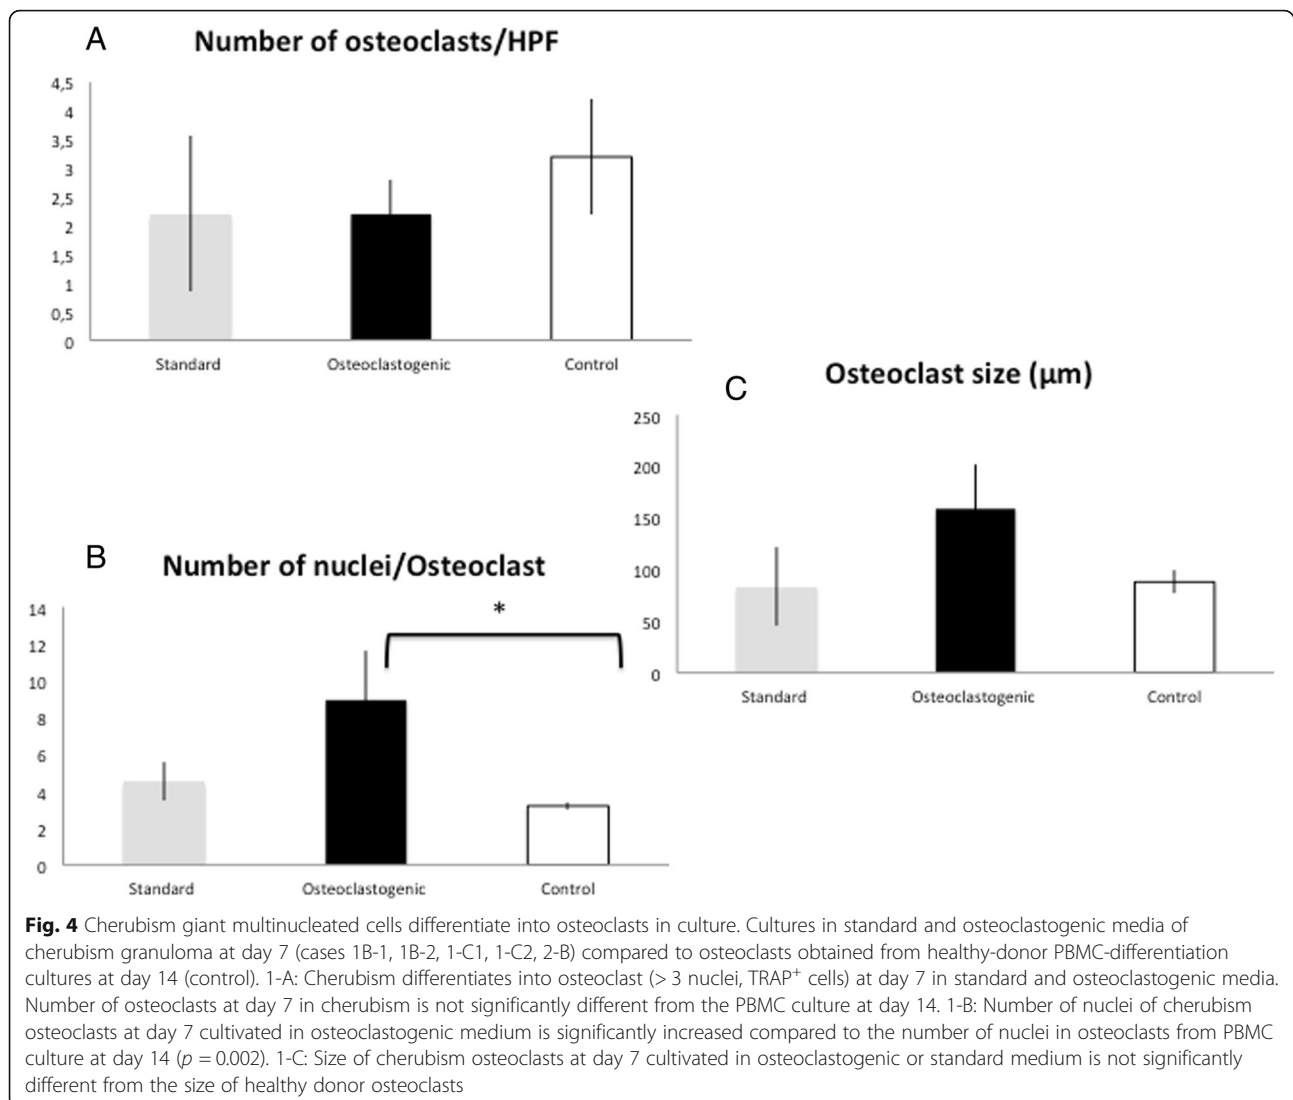 A
Number of osteoclasts/HPF
4,5
4
3,5
3
2,5
2
1,5
1
0,5
0
Standard Osteoclastogenic Control
C
Osteoclast size (µm)
250
200
150
100
50
0
Standard Osteoclastogenic Control
B
Number of nuclei/Osteoclast
*
14
12
10
8
6
4
2
0
Standard Osteoclastogenic Control
Fig. 4 Cherubism giant multinucleated cells differentiate into osteoclasts in culture. Cultures in standard and osteoclastogenic media of
cherubism granuloma at day 7 (cases 1B-1, 1B-2, 1-C1, 1-C2, 2-B) compared to osteoclasts obtained from healthy-donor PBMC-differentiation
cultures at day 14 (control). 1-A: Cherubism differentiates into osteoclast (> 3 nuclei, TRAP⁺ cells) at day 7 in standard and osteoclastogenic media.
Number of osteoclasts at day 7 in cherubism is not significantly different from the PBMC culture at day 14. 1-B: Number of nuclei of cherubism
osteoclasts at day 7 cultivated in osteoclastogenic medium is significantly increased compared to the number of nuclei in osteoclasts from PBMC
culture at day 14 (p = 0.002). 1-C: Size of cherubism osteoclasts at day 7 cultivated in osteoclastogenic or standard medium is not significantly
different from the size of healthy donor osteoclasts